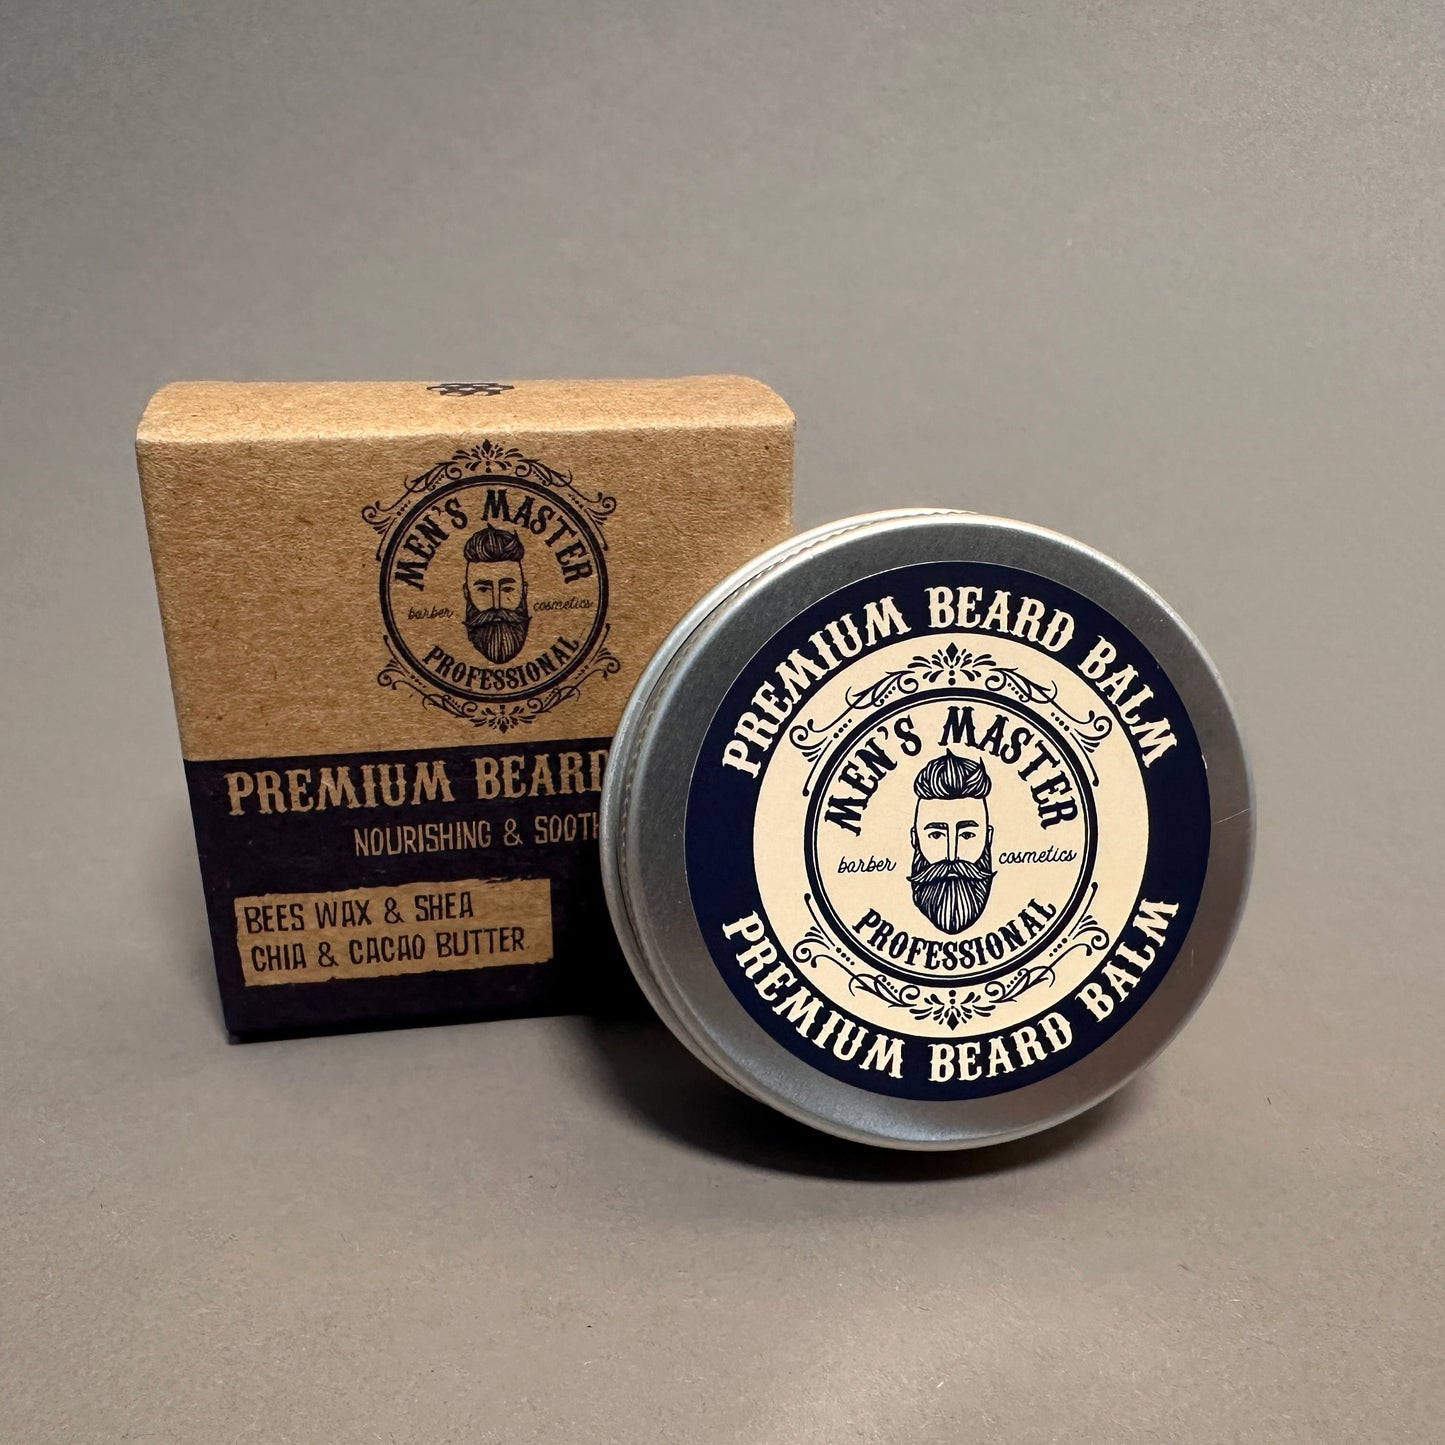 MEN'S MASTER
barber cosmetics
PROFESSIONAL
PREMIUM BEARD
NOURISHING &
BEES WAX & SHEA
CHIA & CACAO BUTTER
PREMIUM BEARD BALM
MEN'S MASTER
barber cosmetics
PROFESSIONAL
PREMIUM BEARD BALM